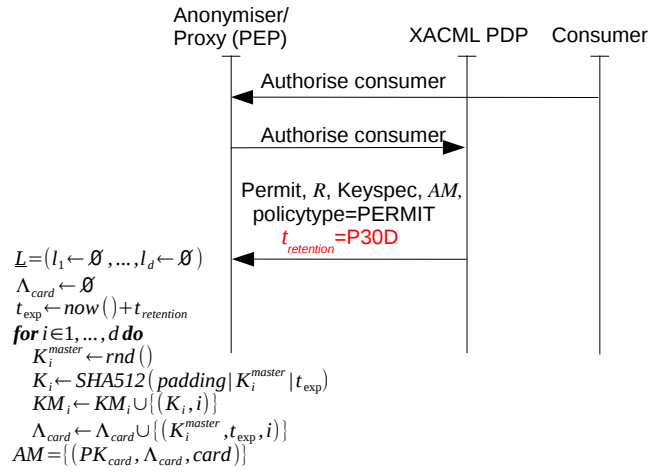 Anonymiser/
Proxy (PEP)
XACML PDP
Consumer
Authorise consumer
Authorise consumer
Permit, R, Keyspec, AM,
policytype=PERMIT
t_retention=P30D
L=(l_1←∅,...,l_d←∅)
Λ_card←∅
t_exp←now()+t_retention
for i∈1,...,d do
K_i^master←rnd()
K_i←SHA512(padding|K_i^master|t_exp)
KM_i←KM_i∪{(K_i,i)}
Λ_card←Λ_card∪{(K_i^master,t_exp,i)}
AM={(PK_card,Λ_card,card)}